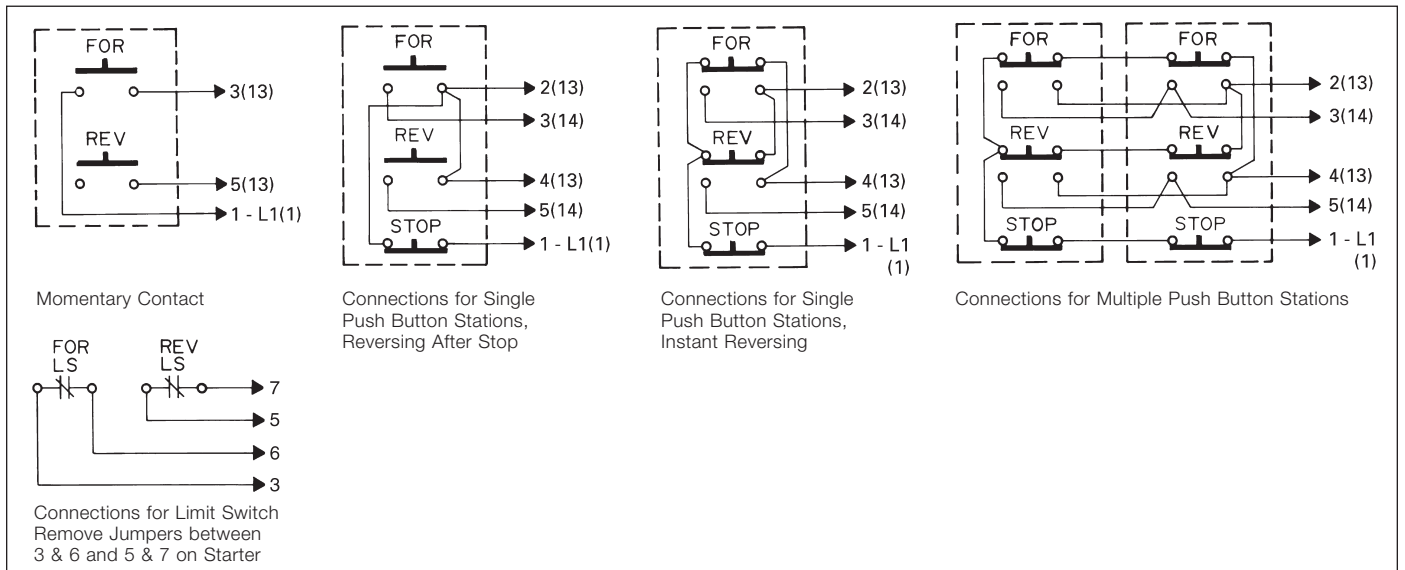 FOR
3(13)
REV
5(13)
1 - L1(1)
Momentary Contact
FOR
2(13)
3(14)
REV
4(13)
5(14)
STOP
1 - L1(1)
Connections for Single
Push Button Stations,
Reversing After Stop
FOR
2(13)
3(14)
REV
4(13)
5(14)
STOP
1 - L1
(1)
Connections for Single
Push Button Stations,
Instant Reversing
FOR FOR
2(13)
3(14)
REV REV
4(13)
5(14)
STOP STOP
1 - L1
(1)
Connections for Multiple Push Button Stations
FOR REV
LS LS
7
5
6
3
Connections for Limit Switch
Remove Jumpers between
3 & 6 and 5 & 7 on Starter